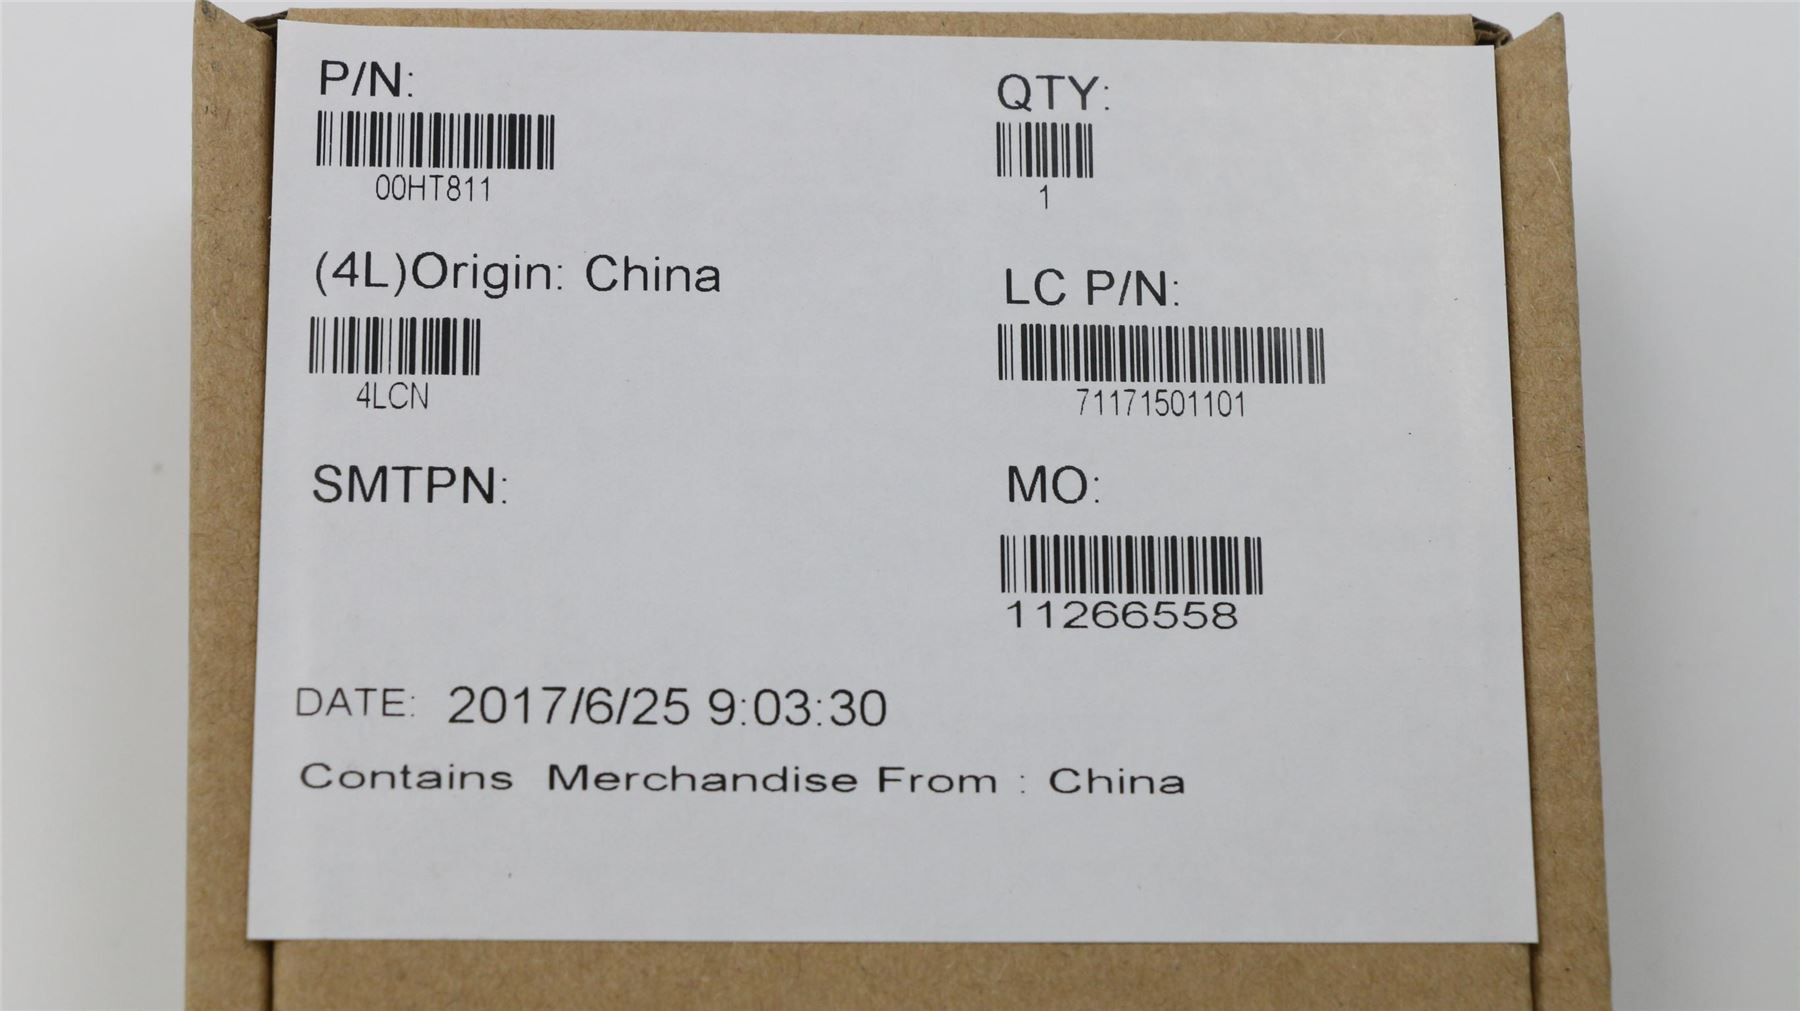 P/N:
00HT811
QTY:
1
(4L)Origin: China
4LCN
LC P/N:
71171501101
SMTPN:
MO:
11266558
DATE: 2017/6/25 9:03:30
Contains Merchandise From : China